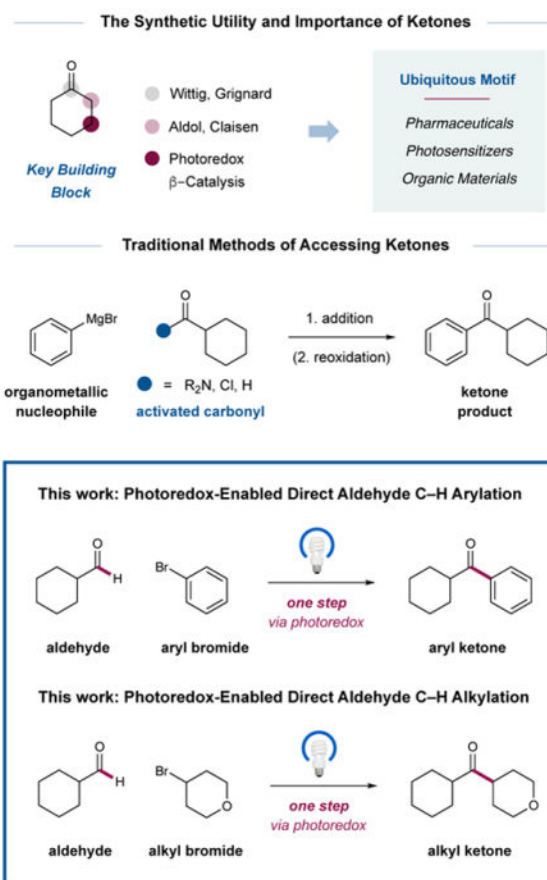 The Synthetic Utility and Importance of Ketones
O
Wittig, Grignard
Aldol, Claisen
Photoredox
β-Catalysis
Key Building
Block
Ubiquitous Motif
Pharmaceuticals
Photosensitizers
Organic Materials
Traditional Methods of Accessing Ketones
MgBr
O
1. addition
(2. reoxidation)
O
= R2N, Cl, H
organometallic
nucleophile
activated carbonyl
ketone
product
This work: Photoredox-Enabled Direct Aldehyde C–H Arylation
O
H
Br
one step
via photoredox
O
aldehyde
aryl bromide
aryl ketone
This work: Photoredox-Enabled Direct Aldehyde C–H Alkylation
O
H
Br
O
one step
via photoredox
O
O
aldehyde
alkyl bromide
alkyl ketone